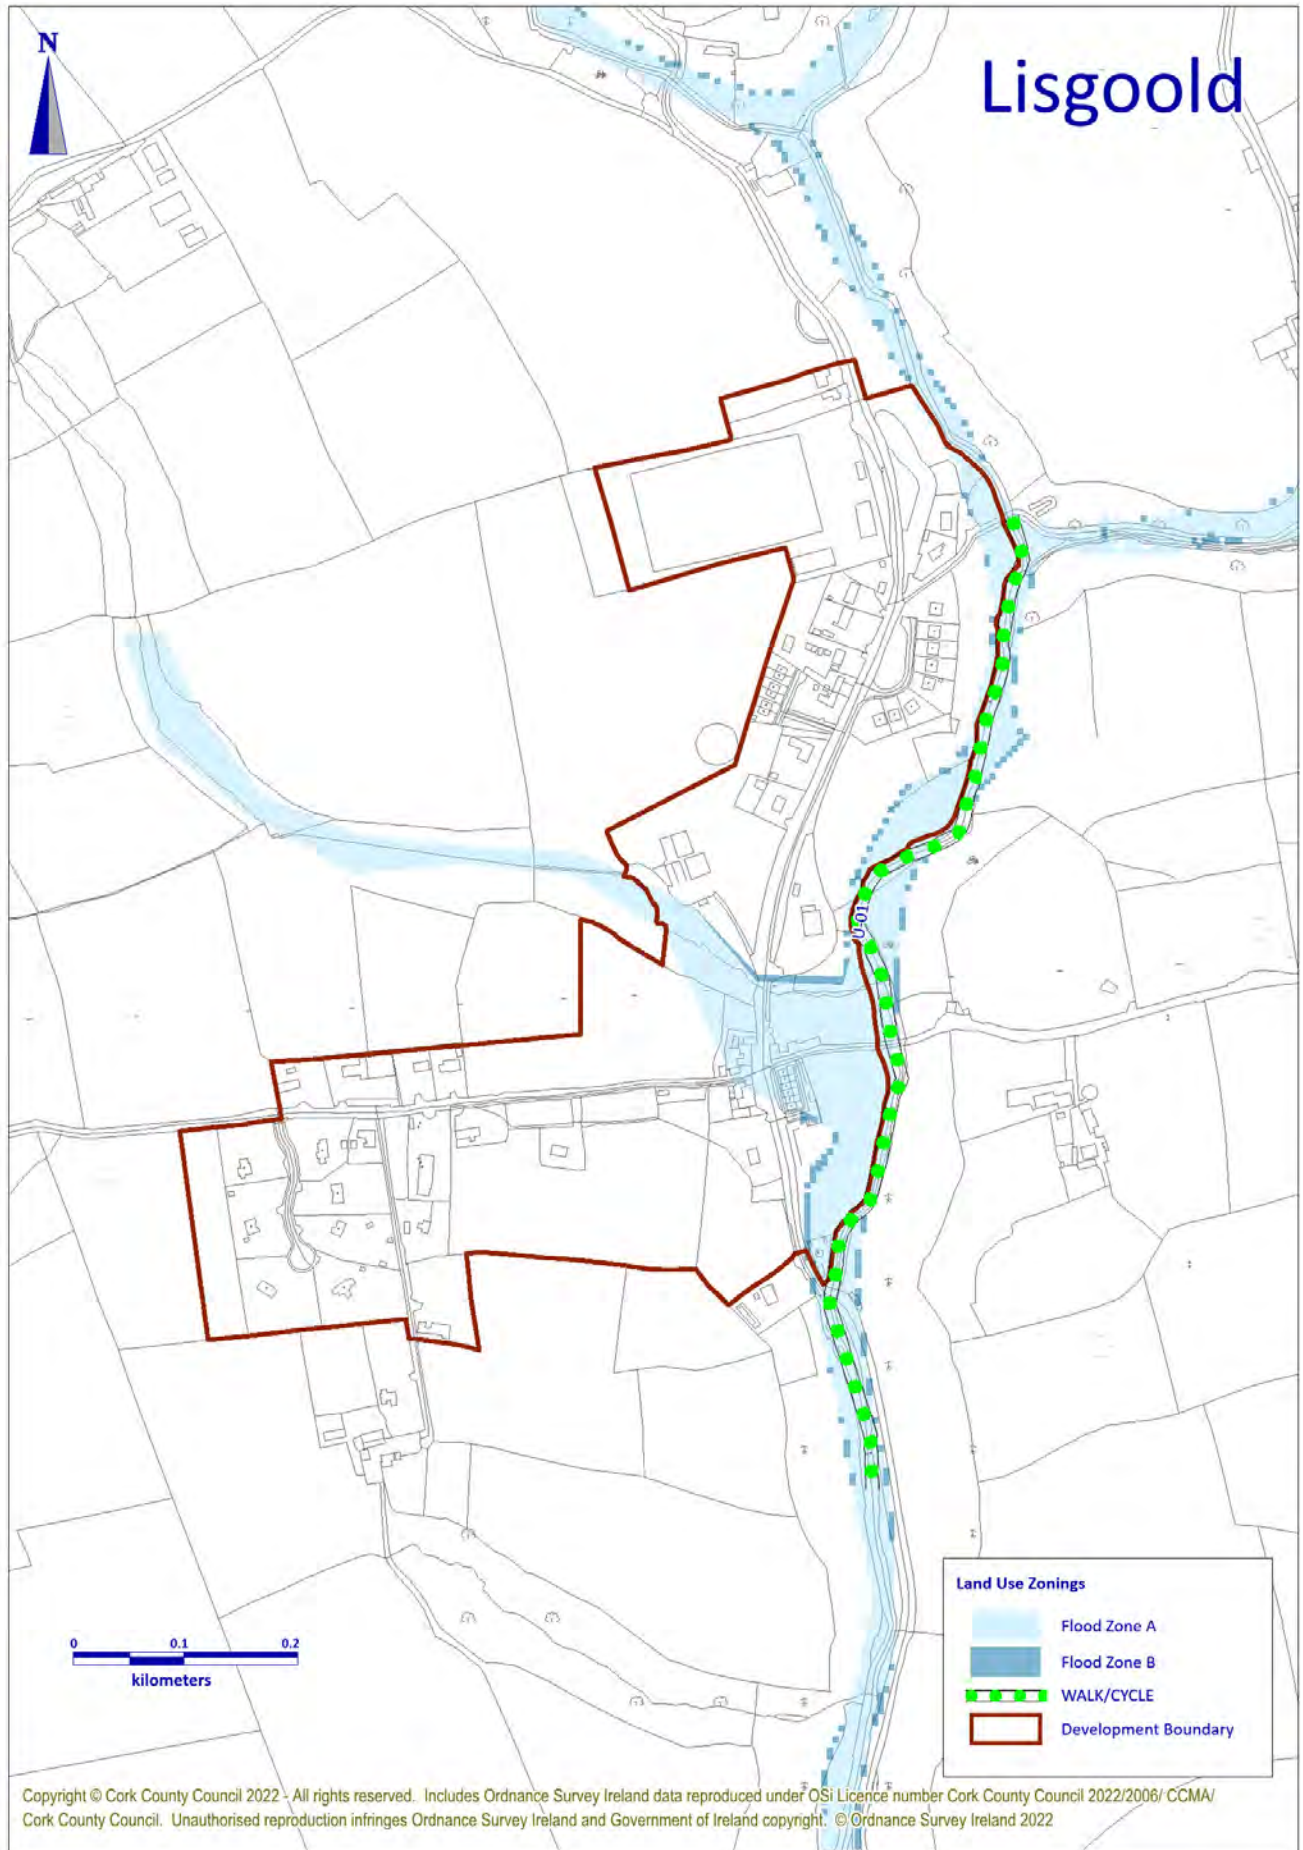 N
Lisgoold
U-01
0 0.1 0.2
kilometers
Land Use Zonings
Flood Zone A
Flood Zone B
WALK/CYCLE
Development Boundary
Copyright © Cork County Council 2022 - All rights reserved. Includes Ordnance Survey Ireland data reproduced under OSi Licence number Cork County Council 2022/2006/ CCMA/
Cork County Council. Unauthorised reproduction infringes Ordnance Survey Ireland and Government of Ireland copyright. © Ordnance Survey Ireland 2022